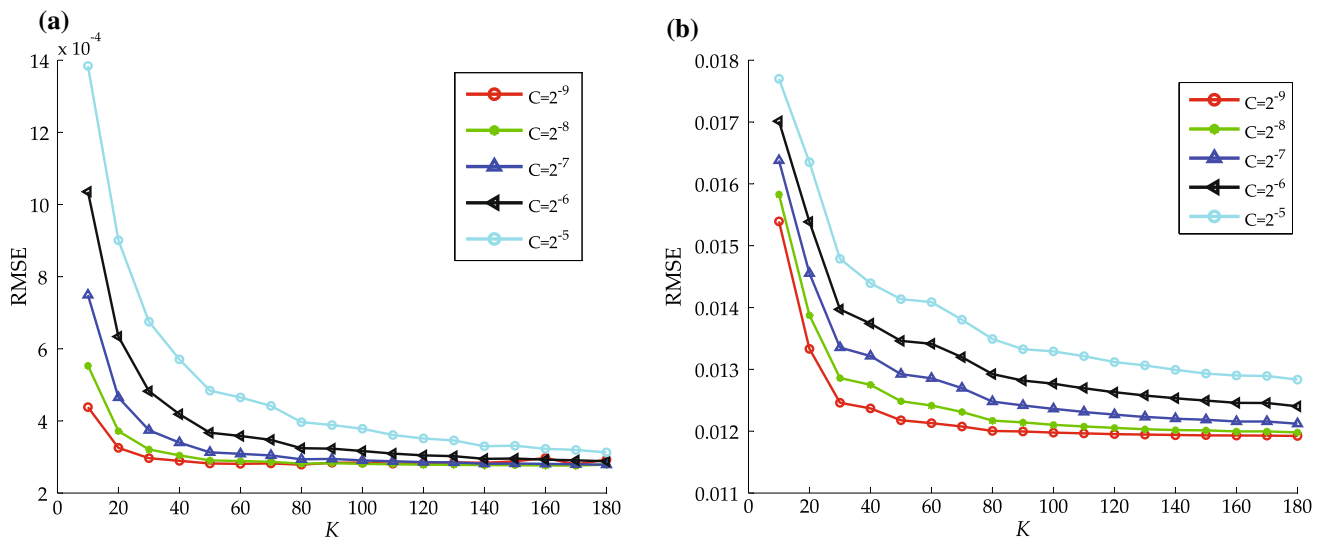 (a)
x 10⁻⁴
14
12
10
8
6
4
2
RMSE
0 20 40 60 80 100 120 140 160 180
K
C=2⁻⁹
C=2⁻⁸
C=2⁻⁷
C=2⁻⁶
C=2⁻⁵
(b)
0.018
0.017
0.016
0.015
0.014
0.013
0.012
0.011
RMSE
0 20 40 60 80 100 120 140 160 180
K
C=2⁻⁹
C=2⁻⁸
C=2⁻⁷
C=2⁻⁶
C=2⁻⁵